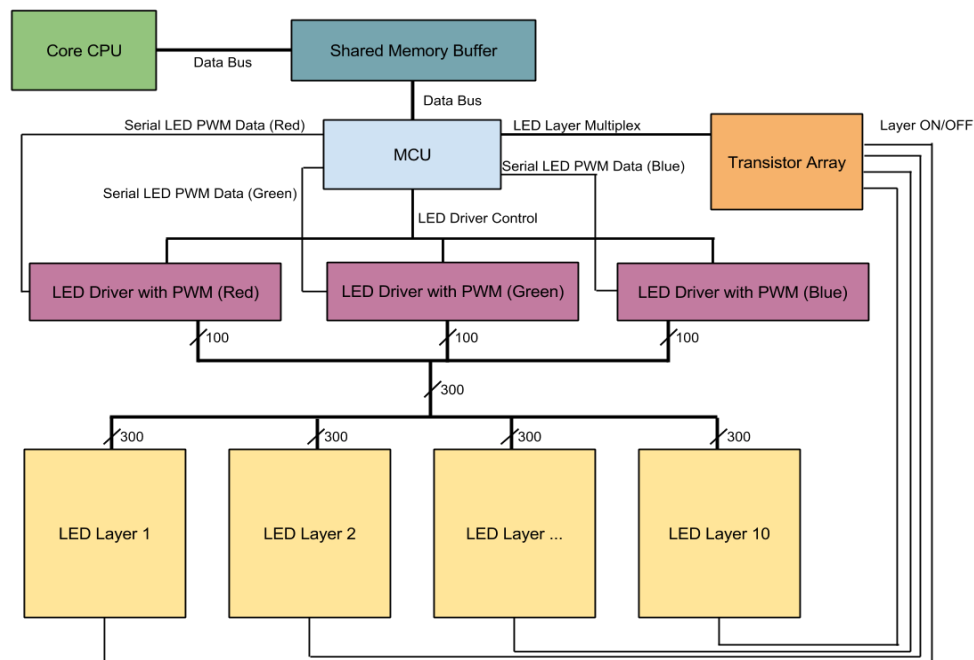 Core CPU
Data Bus
Shared Memory Buffer
Data Bus
Serial LED PWM Data (Red)
LED Layer Multiplex
Layer ON/OFF
MCU
Transistor Array
Serial LED PWM Data (Blue)
Serial LED PWM Data (Green)
LED Driver Control
LED Driver with PWM (Red)
LED Driver with PWM (Green)
LED Driver with PWM (Blue)
100
100
100
300
300
300
300
300
LED Layer 1
LED Layer 2
LED Layer ...
LED Layer 10